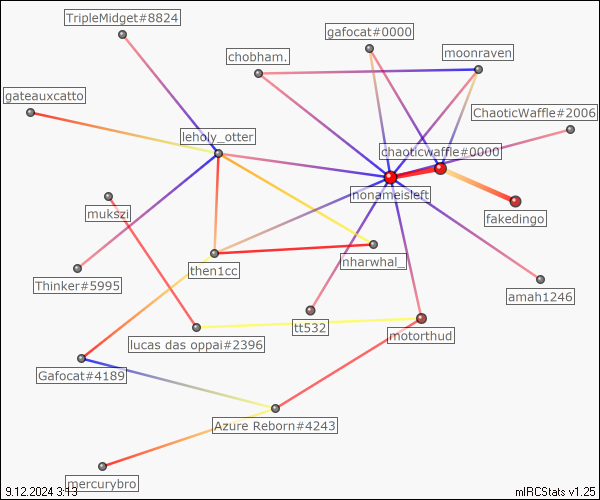 TripleMidget#8824
gafocat#0000
chobham.
moonraven
gateauxcatto
ChaoticWaffle#2006
leholy_otter
chaoticwaffle#0000
nonameisleft
mukszi
fakedingo
nharwhal_
then1cc
Thinker#5995
amah1246
tt532
motorthud
lucas das oppai#2396
Gafocat#4189
Azure Reborn#4243
mercurybro
9.12.2024 3:13
mIRCStats v1.25